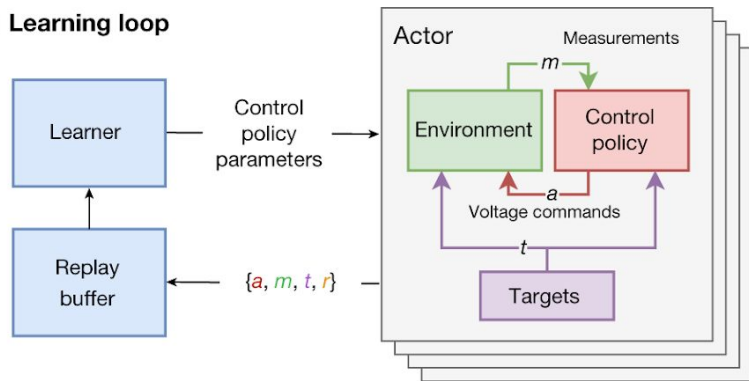 Learning loop
Actor
Measurements
m
Environment
Control
policy
a
Voltage commands
t
Targets
Learner
Control
policy
parameters
Replay
buffer
{a, m, t, r}